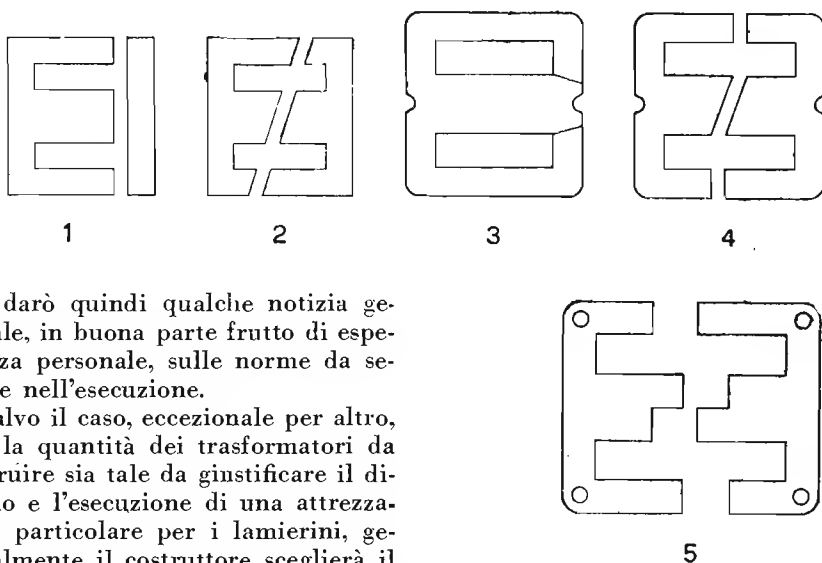 1 2 3 4
darò quindi qualche notizia ge-
ale, in buona parte frutto di espe-
za personale, sulle norme da se-
e nell'esecuzione.
alvo il caso, eccezionale per altro,
la quantità dei trasformatori da
ruire sia tale da giustificare il di-
o e l'esecuzione di una attrezza-
particolare per i lamierini, ge-
almente il costruttore sceglierà il
5